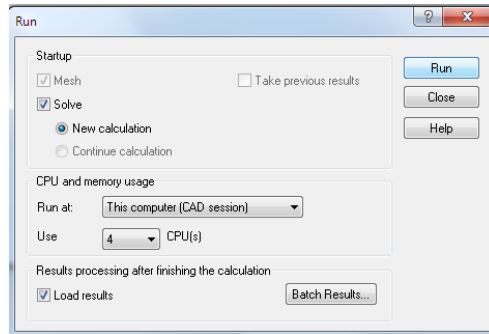 Run
Startup
Mesh
Take previous results
Run
Solve
Close
New calculation
Help
Continue calculation
CPU and memory usage
Run at: This computer (CAD session)
Use 4 CPU(s)
Results processing after finishing the calculation
Load results
Batch Results...